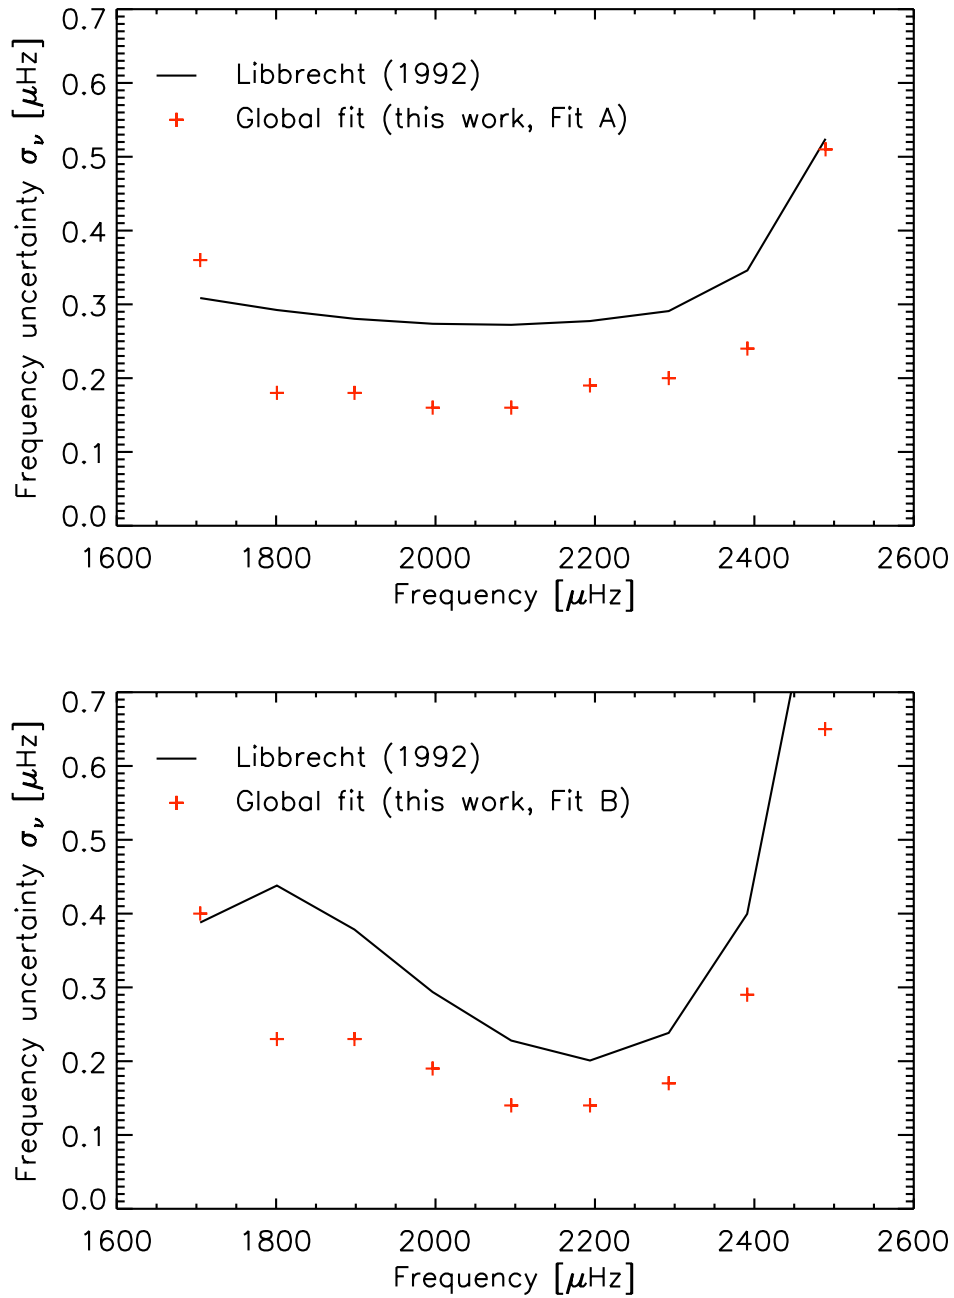 0.7
0.6
0.5
0.4
0.3
0.2
0.1
0.0
Frequency uncertainty σν [μHz]
Libbrecht (1992)
Global fit (this work, Fit A)
1600 1800 2000 2200 2400 2600
Frequency [μHz]
0.7
0.6
0.5
0.4
0.3
0.2
0.1
0.0
Frequency uncertainty σν [μHz]
Libbrecht (1992)
Global fit (this work, Fit B)
1600 1800 2000 2200 2400 2600
Frequency [μHz]